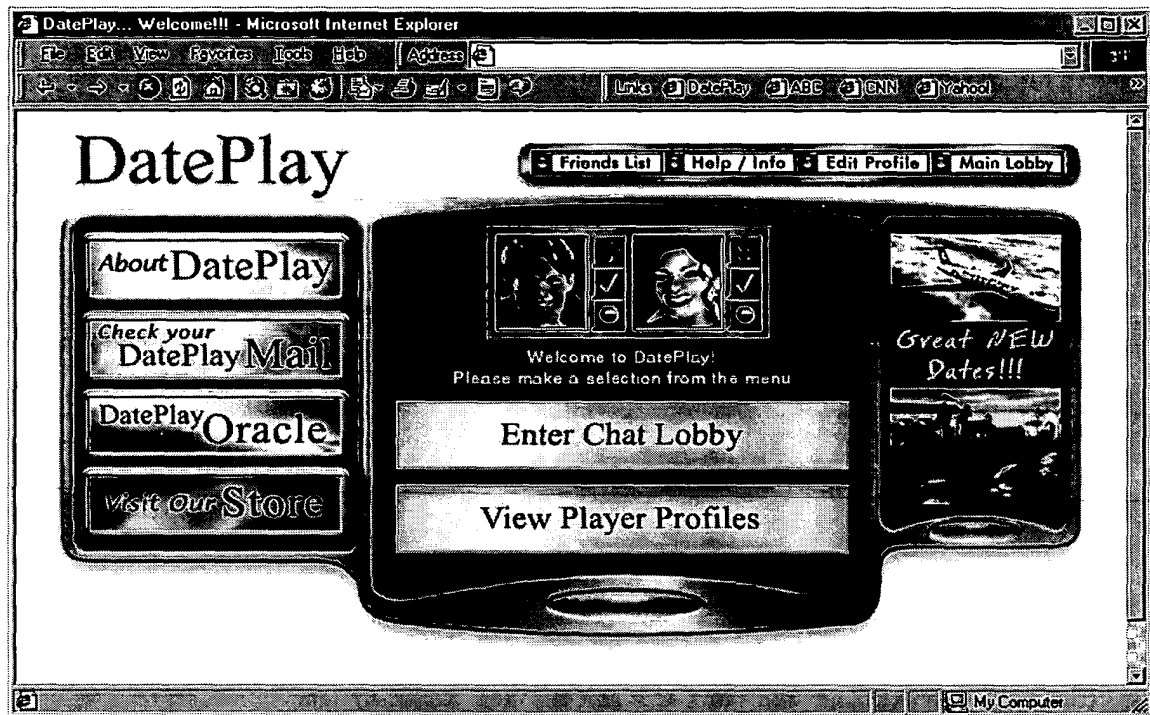 DatePlay... Welcome!!! - Microsoft Internet Explorer
File Edit View Favorites Tools Help Address
Links DatePlay ABC CNN Yahoo!
DatePlay
Friends List Help / Info Edit Profile Main Lobby
About DatePlay
Check your
DatePlay Mail
DatePlay Oracle
Visit Our Store
Welcome to DatePlay!
Please make a selection from the menu
Enter Chat Lobby
View Player Profiles
Great NEW
Dates!!!
My Computer